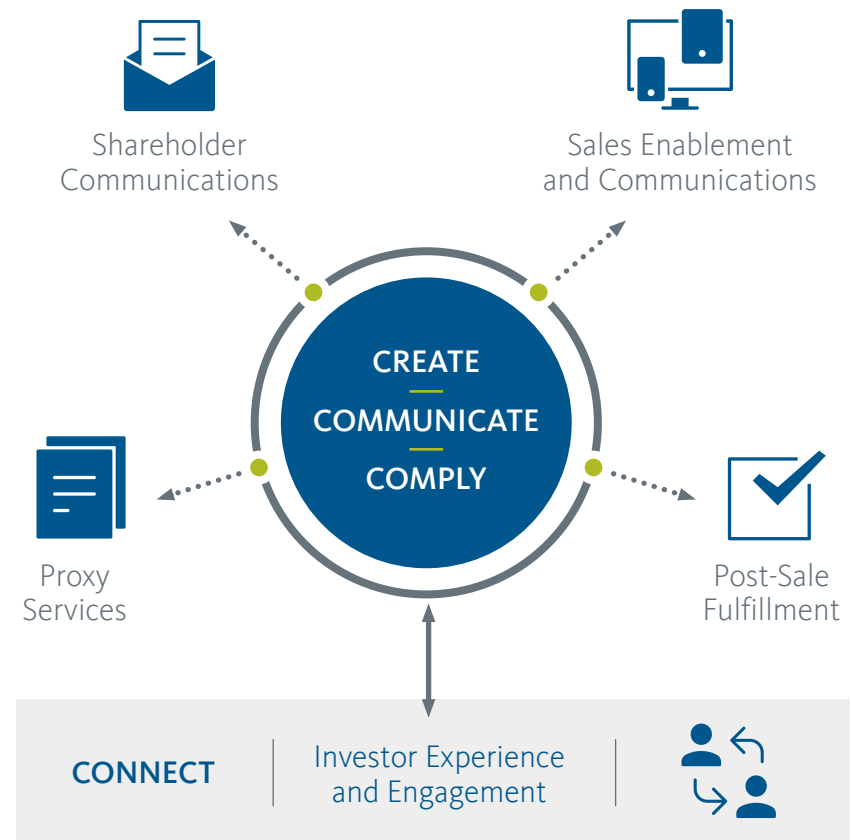 Shareholder
Communications
Sales Enablement
and Communications
CREATE
COMMUNICATE
COMPLY
Proxy
Services
Post-Sale
Fulfillment
CONNECT
Investor Experience
and Engagement